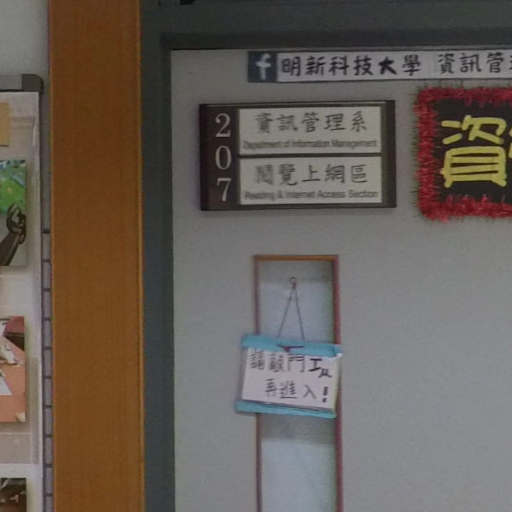 f 明新科技大學 資訊管
207
資訊管理系
Department of Information Management
閱覽上網區
Reading & Internet Access Section
資
請敲門
再進入!